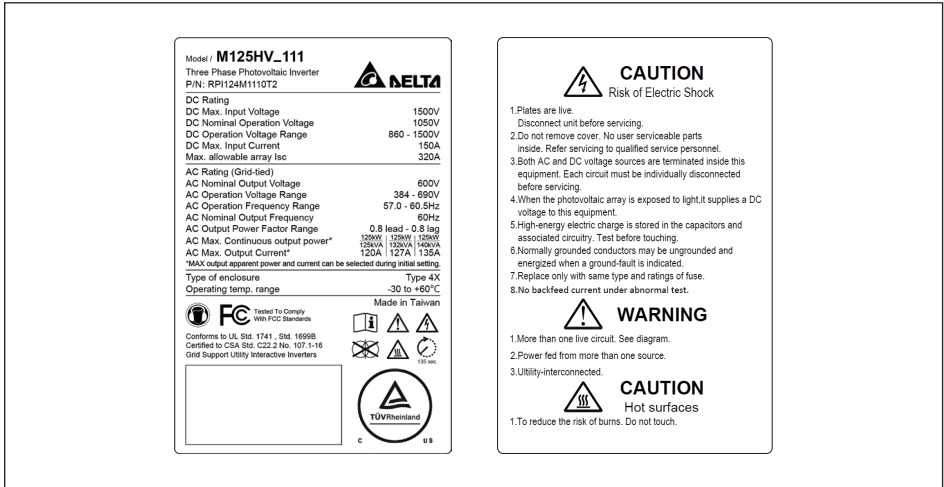 Model / M125HV_111
Three Phase Photovoltaic Inverter
P/N: RPI124M1110T2
DELTA
DC Rating
DC Max. Input Voltage 1500V
DC Nominal Operation Voltage 1050V
DC Operation Voltage Range 860 - 1500V
DC Max. Input Current 150A
Max. allowable array Isc 320A
AC Rating (Grid-tied)
AC Nominal Output Voltage 600V
AC Operation Voltage Range 384 - 690V
AC Operation Frequency Range 57.0 - 60.5Hz
AC Nominal Output Frequency 60Hz
AC Output Power Factor Range 0.8 lead - 0.8 lag
AC Max. Continuous output power* 125kW | 125kW | 125kW
125kVA | 132kVA | 140kVA
AC Max. Output Current* 120A | 127A | 135A
*MAX output apparent power and current can be selected during initial setting.
Type of enclosure Type 4X
Operating temp. range -30 to +60°C
Made in Taiwan
FC Tested To Comply
With FCC Standards
Conforms to UL Std. 1741 , Std. 1699B
Certified to CSA Std. C22.2 No. 107.1-16
Grid Support Utility Interactive Inverters
135 sec.
TÜVRheinland
C US
CAUTION
Risk of Electric Shock
1.Plates are live.
Disconnect unit before servicing.
2.Do not remove cover. No user serviceable parts
inside. Refer servicing to qualified service personnel.
3.Both AC and DC voltage sources are terminated inside this
equipment. Each circuit must be individually disconnected
before servicing.
4.When the photovoltaic array is exposed to light,it supplies a DC
voltage to this equipment.
5.High-energy electric charge is stored in the capacitors and
associated circuitry. Test before touching.
6.Normally grounded conductors may be ungrounded and
energized when a ground-fault is indicated.
7.Replace only with same type and ratings of fuse.
8.No backfeed current under abnormal test.
WARNING
1.More than one live circuit. See diagram.
2.Power fed from more than one source.
3.Ultility-interconnected.
CAUTION
Hot surfaces
1.To reduce the risk of burns. Do not touch.